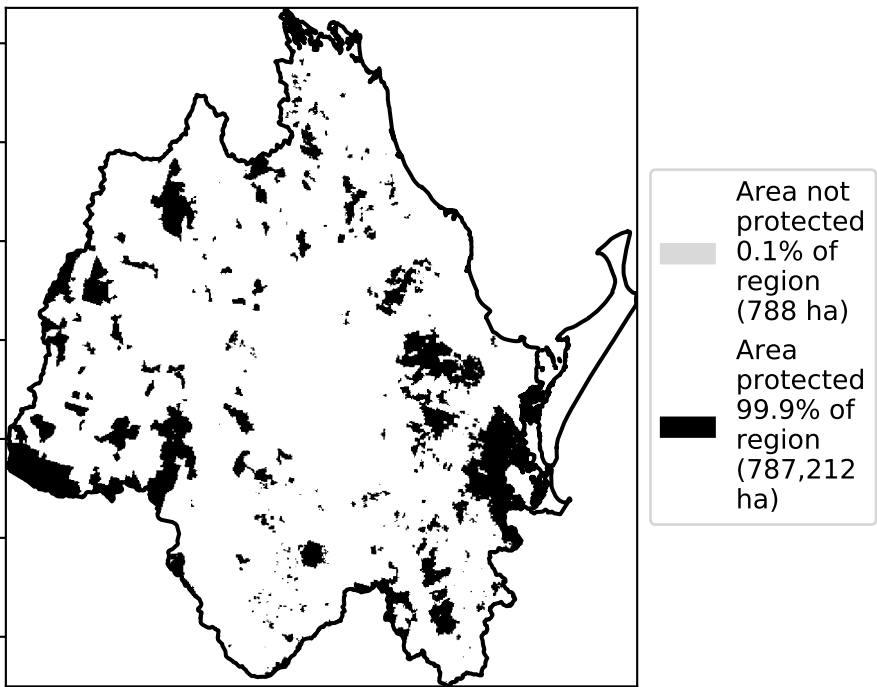 Area not
protected
0.1% of
region
(788 ha)
Area
protected
99.9% of
region
(787,212
ha)